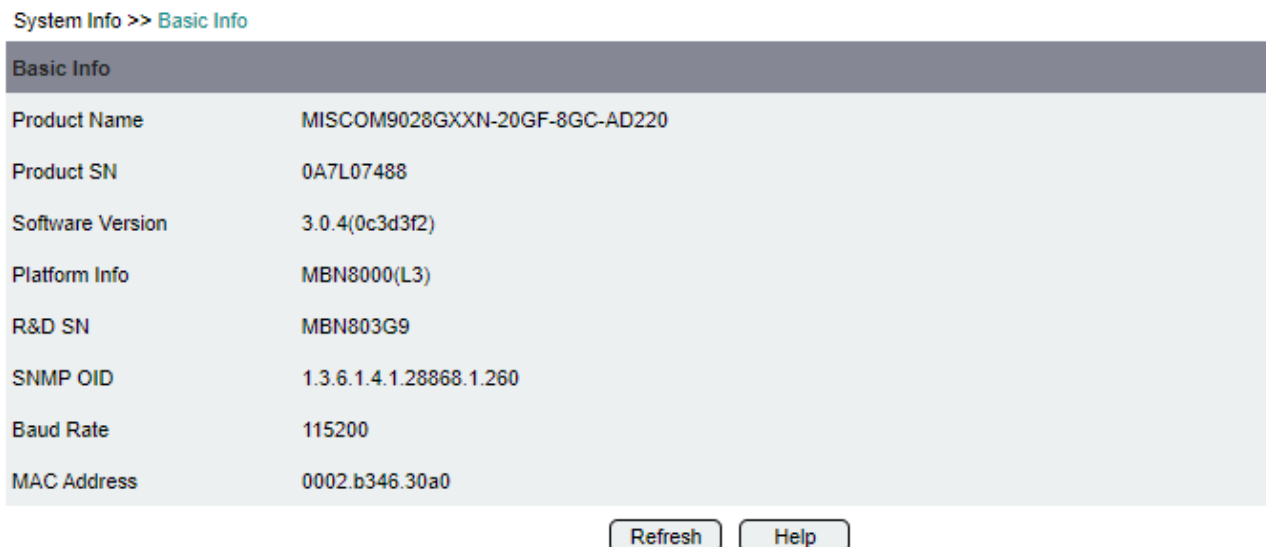 System Info >> Basic Info
Basic Info
Product Name MISCOM9028GXXN-20GF-8GC-AD220
Product SN 0A7L07488
Software Version 3.0.4(0c3d3f2)
Platform Info MBN8000(L3)
R&D SN MBN803G9
SNMP OID 1.3.6.1.4.1.28868.1.260
Baud Rate 115200
MAC Address 0002.b346.30a0
Refresh Help